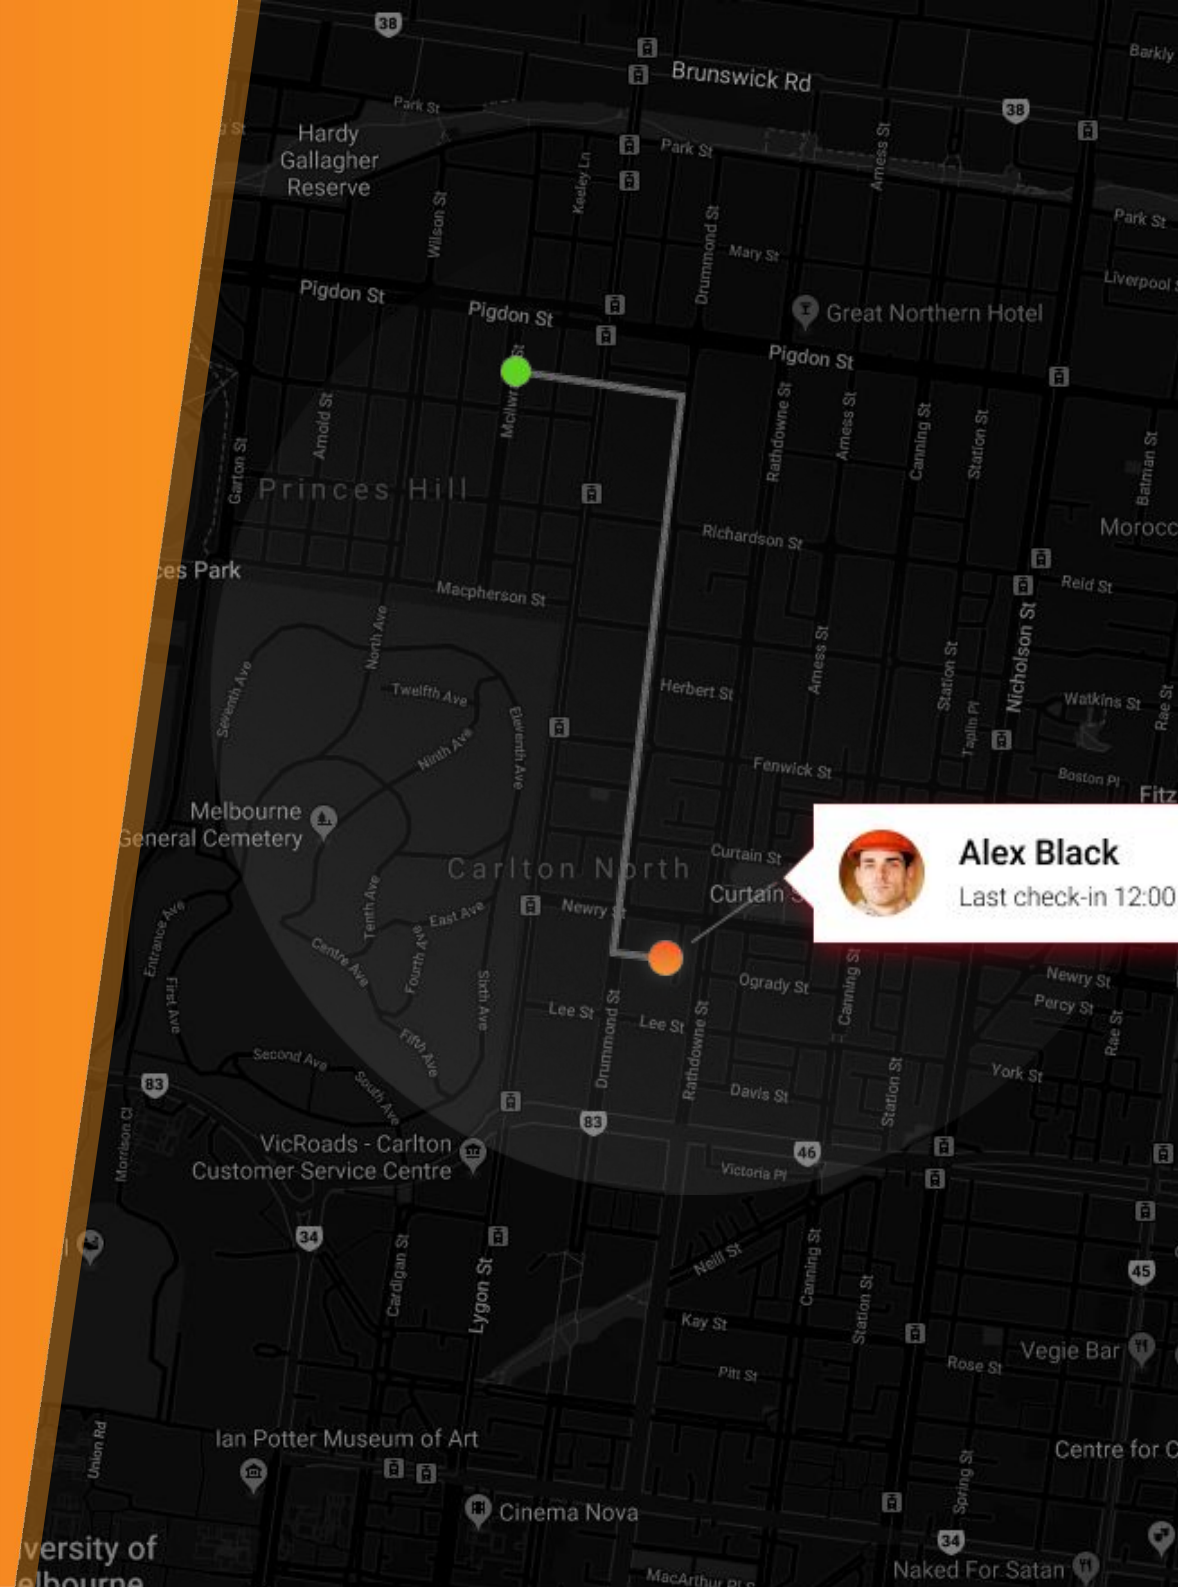 38
Brunswick Rd
Barkly
Park St
38
Hardy
Gallagher
Reserve
Park St
Keeley Ln
Amess St
Wilson St
Drummond St
Park St
Mary St
Pigdon St
Liverpool
Pigdon St
Great Northern Hotel
Pigdon St
Arnold St
Garton St
Rathdowne St
Amess St
Canning St
Station St
Batman St
Princes Hill
Richardson St
Morocc
ces Park
Macpherson St
Reid St
North Ave
Seventh Ave
Twelfth Ave
Eleventh Ave
Ninth Ave
Herbert St
Amess St
Station St
Taplin Pl
Nicholson St
Watkins St
Rae St
Fenwick St
Boston Pl
Fitz
Melbourne
General Cemetery
Carlton North
Curtain St
Curtain S
Alex Black
Last check-in 12:00
Newry
Tenth Ave
East Ave
Fourth Ave
Entrance Ave
Centre Ave
First Ave
Sixth Ave
Fifth Ave
Ogrady St
Canning St
Newry St
Percy St
Rae St
Lee St
Lee St
Drummond St
Rathdowne St
Second Ave
South Ave
Davis St
Station St
York St
83
Morrison Cl
83
VicRoads - Carlton
Customer Service Centre
46
Victoria Pl
34
Cardigan St
Lygon St
Neill St
Canning St
Station St
45
Kay St
Pitt St
Rose St
Vegie Bar
Union Rd
Ian Potter Museum of Art
Centre for C
Spring St
Cinema Nova
34
versity of
elbourne
Naked For Satan